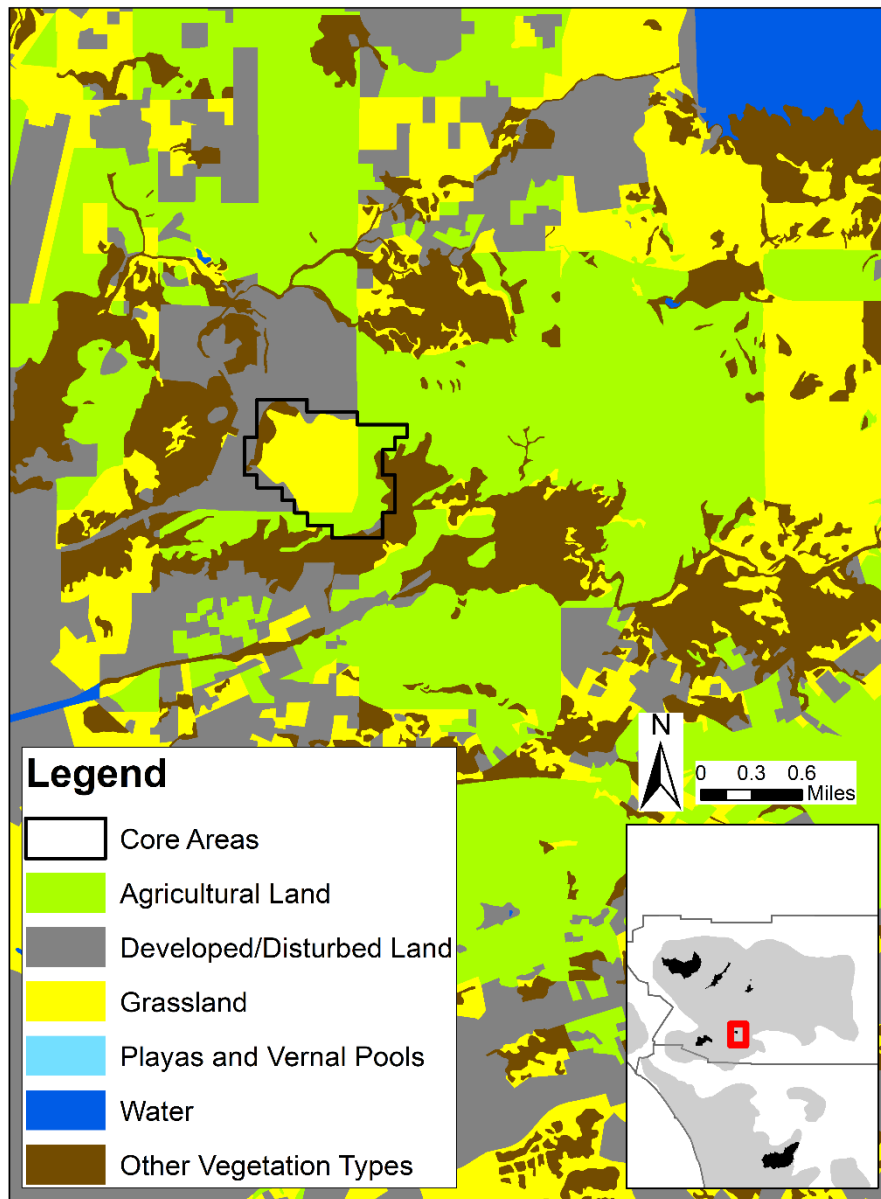 N
0 0.3 0.6
Miles
Legend
Core Areas
Agricultural Land
Developed/Disturbed Land
Grassland
Playas and Vernal Pools
Water
Other Vegetation Types